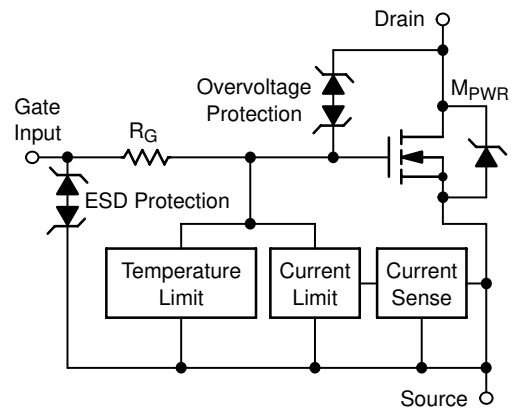 Drain
Overvoltage
Protection
MPWR
Gate
Input
RG
ESD Protection
Temperature
Limit
Current
Limit
Current
Sense
Source